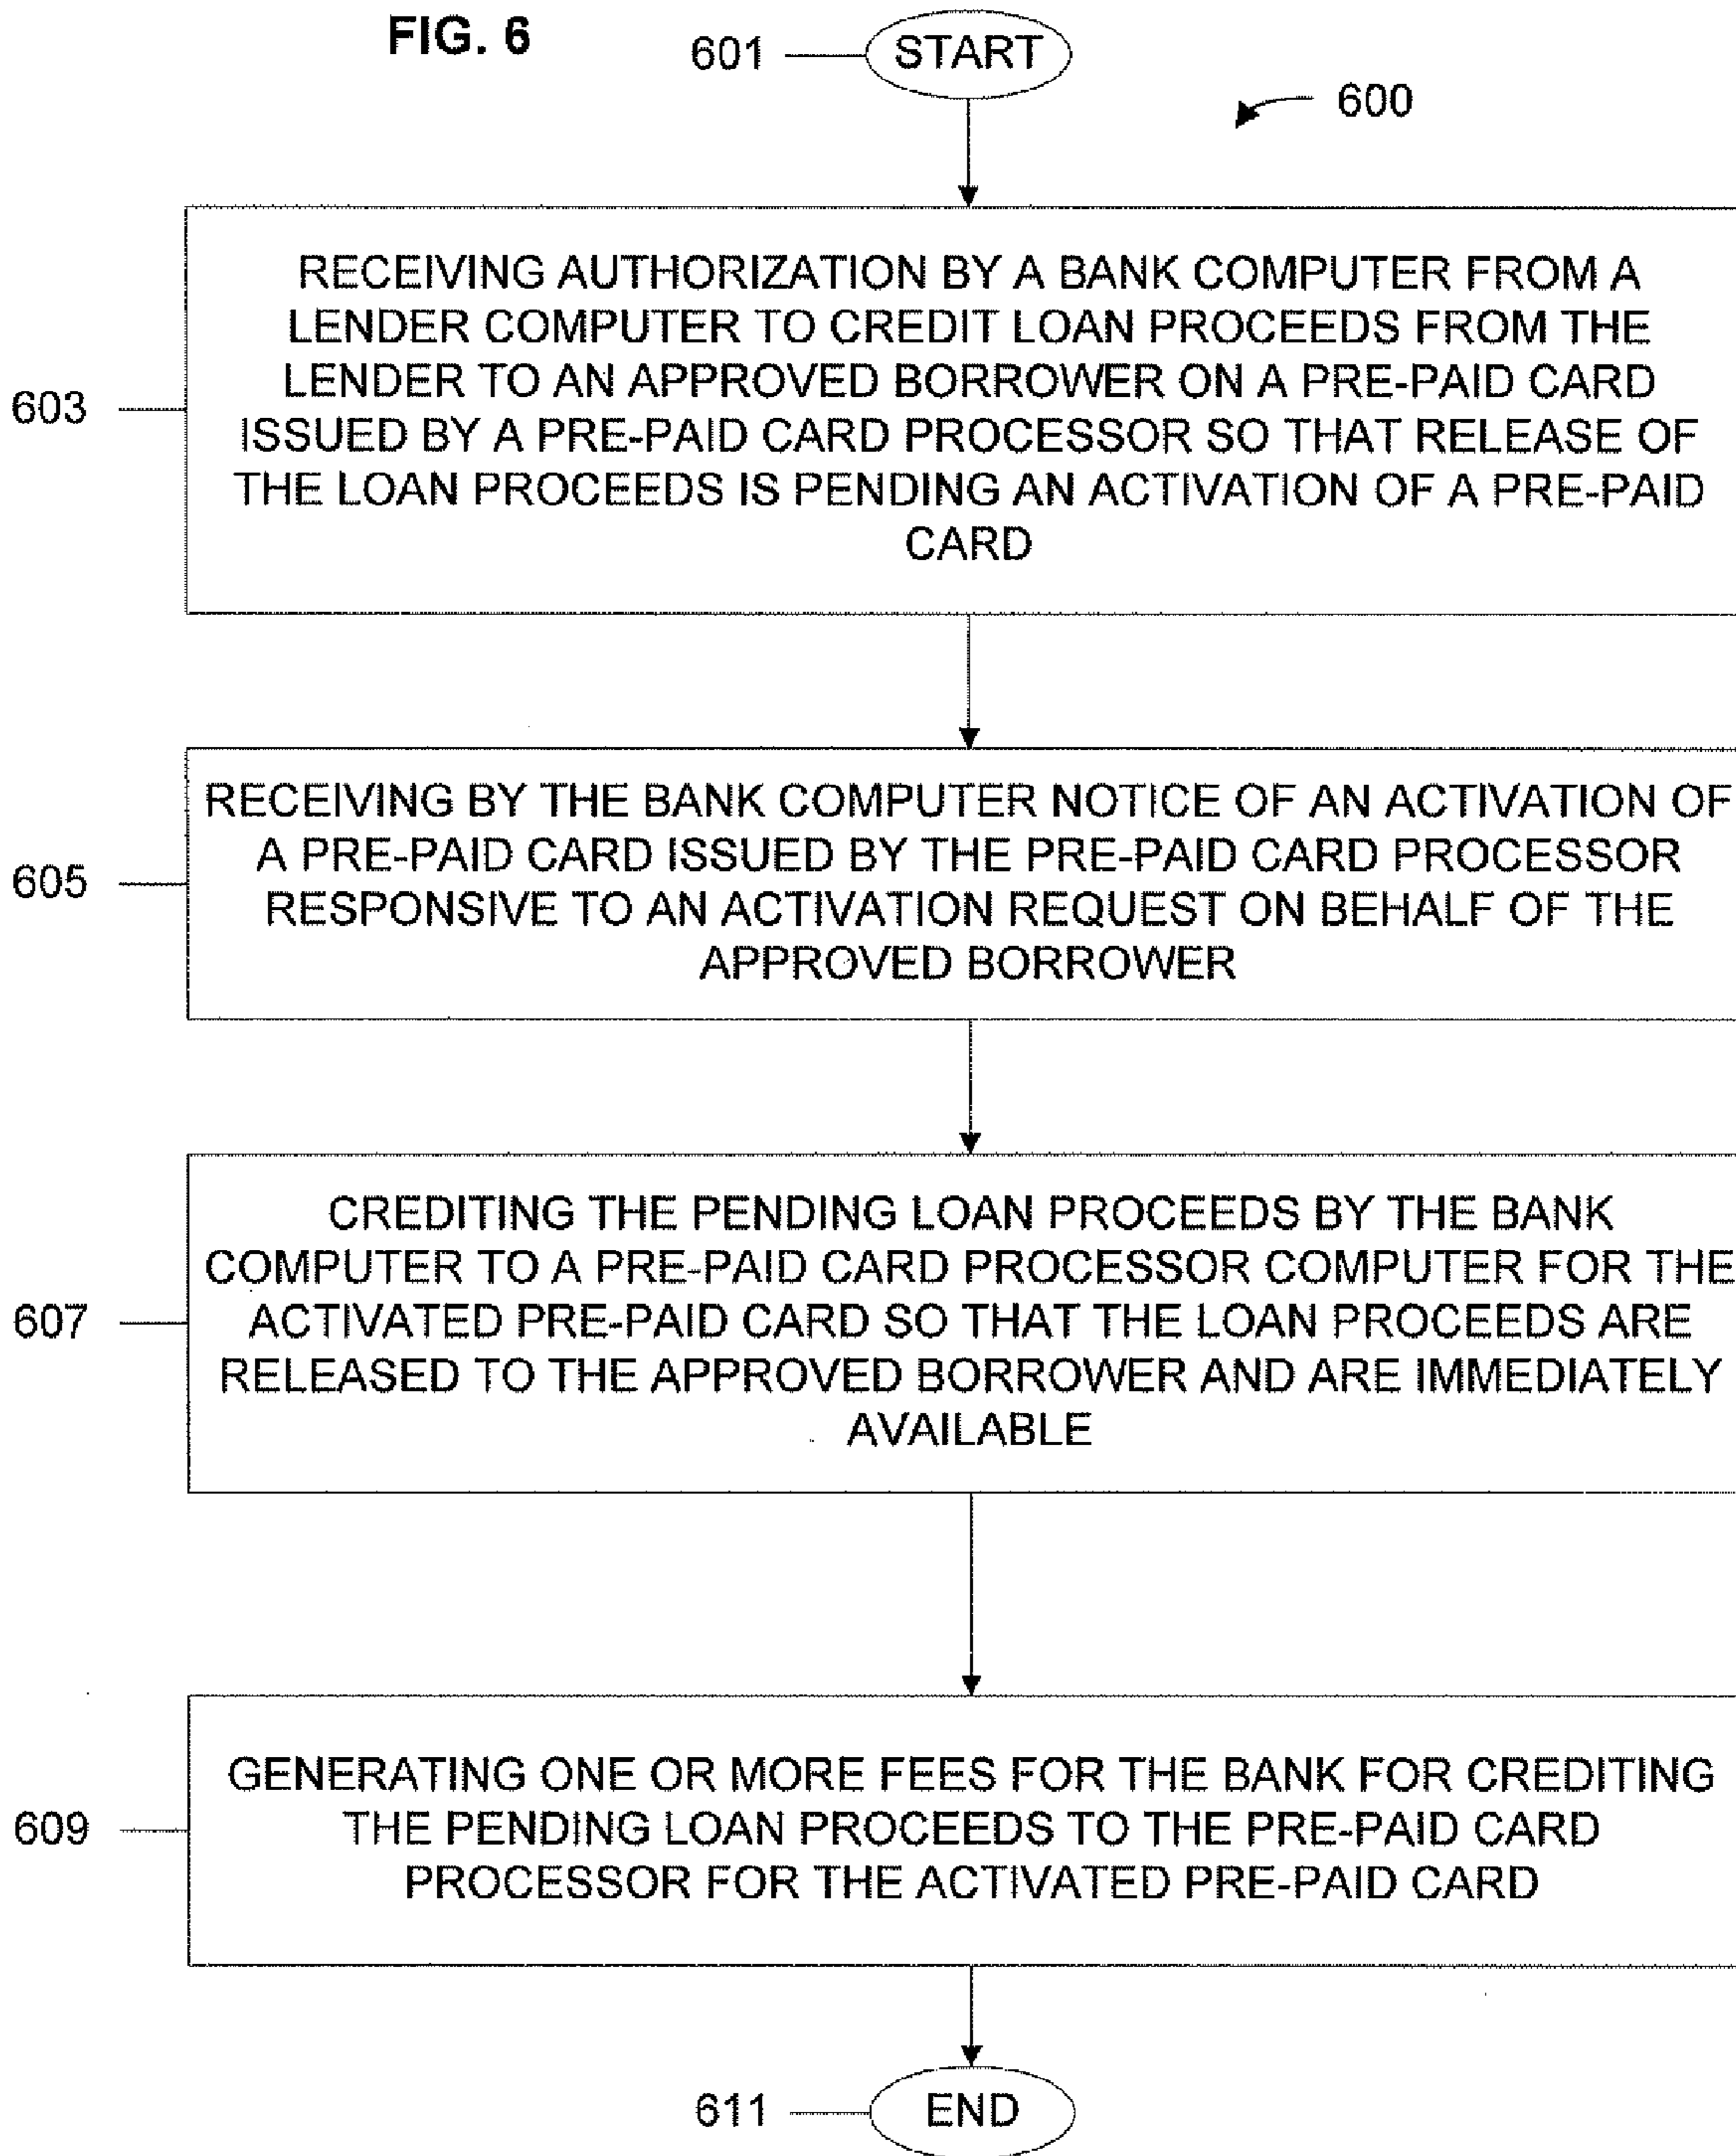 FIG. 6
601
START
600
603
RECEIVING AUTHORIZATION BY A BANK COMPUTER FROM A
LENDER COMPUTER TO CREDIT LOAN PROCEEDS FROM THE
LENDER TO AN APPROVED BORROWER ON A PRE-PAID CARD
ISSUED BY A PRE-PAID CARD PROCESSOR SO THAT RELEASE OF
THE LOAN PROCEEDS IS PENDING AN ACTIVATION OF A PRE-PAID
CARD
605
RECEIVING BY THE BANK COMPUTER NOTICE OF AN ACTIVATION OF
A PRE-PAID CARD ISSUED BY THE PRE-PAID CARD PROCESSOR
RESPONSIVE TO AN ACTIVATION REQUEST ON BEHALF OF THE
APPROVED BORROWER
607
CREDITING THE PENDING LOAN PROCEEDS BY THE BANK
COMPUTER TO A PRE-PAID CARD PROCESSOR COMPUTER FOR THE
ACTIVATED PRE-PAID CARD SO THAT THE LOAN PROCEEDS ARE
RELEASED TO THE APPROVED BORROWER AND ARE IMMEDIATELY
AVAILABLE
609
GENERATING ONE OR MORE FEES FOR THE BANK FOR CREDITING
THE PENDING LOAN PROCEEDS TO THE PRE-PAID CARD
PROCESSOR FOR THE ACTIVATED PRE-PAID CARD
611
END